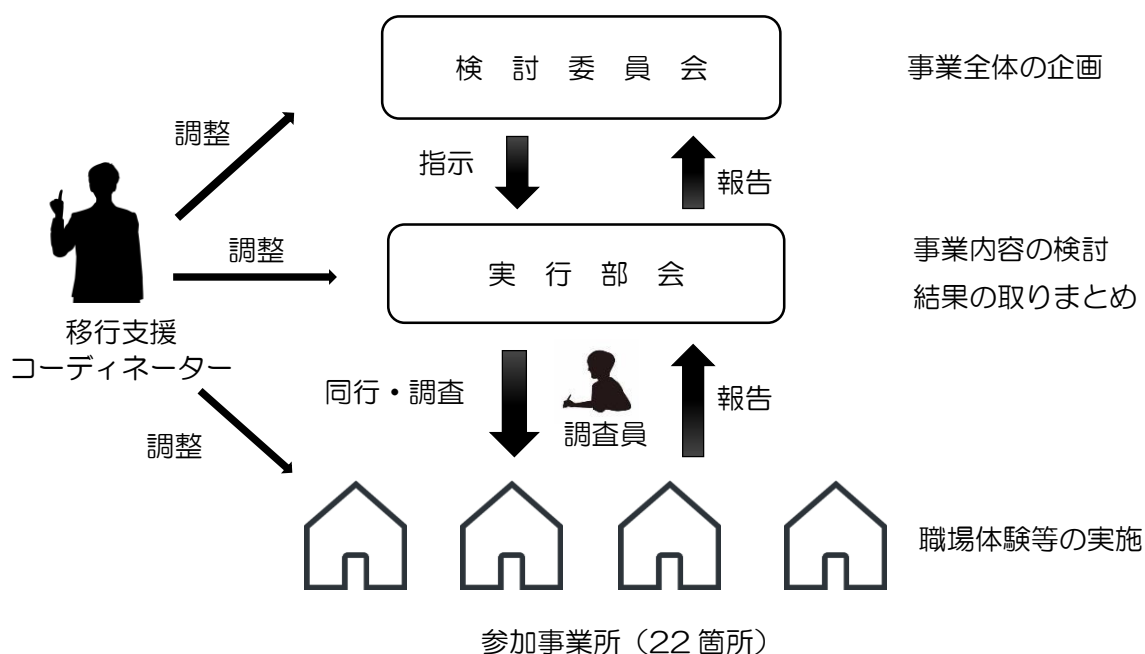 検討委員会
事業全体の企画
調整
指示
報告
調整
実行部会
事業内容の検討
結果の取りまとめ
移行支援
コーディネーター
同行・調査
調査員
報告
調整
職場体験等の実施
参加事業所（22箇所）